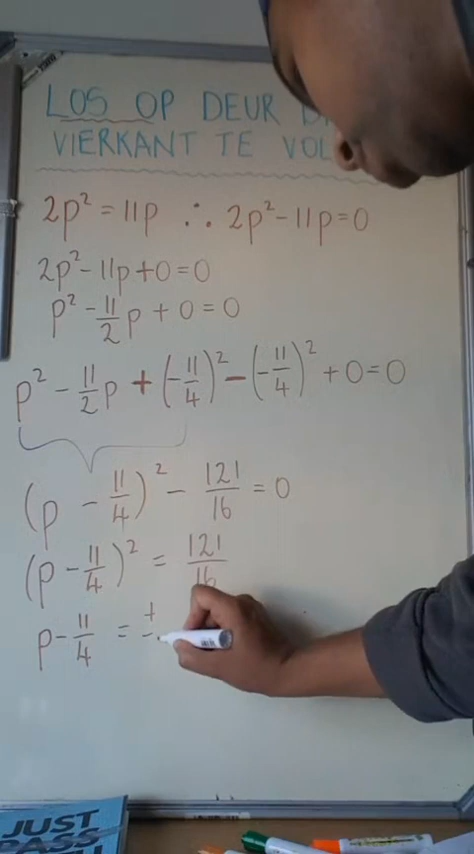 LOS OP DEUR
VIERKANT TE
2p² = 11p ∴ 2p² - 11p = 0
2p² - 11p + 0 = 0
p² - 11/2 p + 0 = 0
p² - 11/2 p + (-11/4)² - (-11/4)² + 0 = 0
(p - 11/4)² - 121/16 = 0
(p - 11/4)² = 121/16
p - 11/4 = ±
JUST
PASS